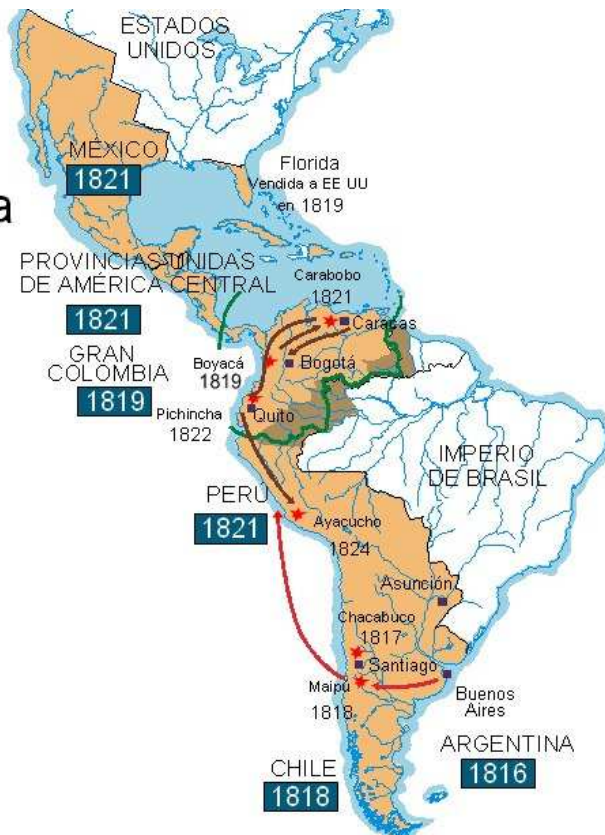 ESTADOS
UNIDOS
MÉXICO
1821
a
Florida
Vendida a EE UU
en 1819
PROVINCIAS UNIDAS
DE AMÉRICA CENTRAL
1821
Carabobo
1821
Caracas
GRAN
COLOMBIA
1819
Boyacá
1819
Bogotá
Pichincha
1822
Quito
IMPERIO
DE BRASIL
PERÚ
1821
Ayacucho
1824
Asunción
Chacabuco
1817
Santiago
Maipú
1818
Buenos
Aires
CHILE
1818
ARGENTINA
1816